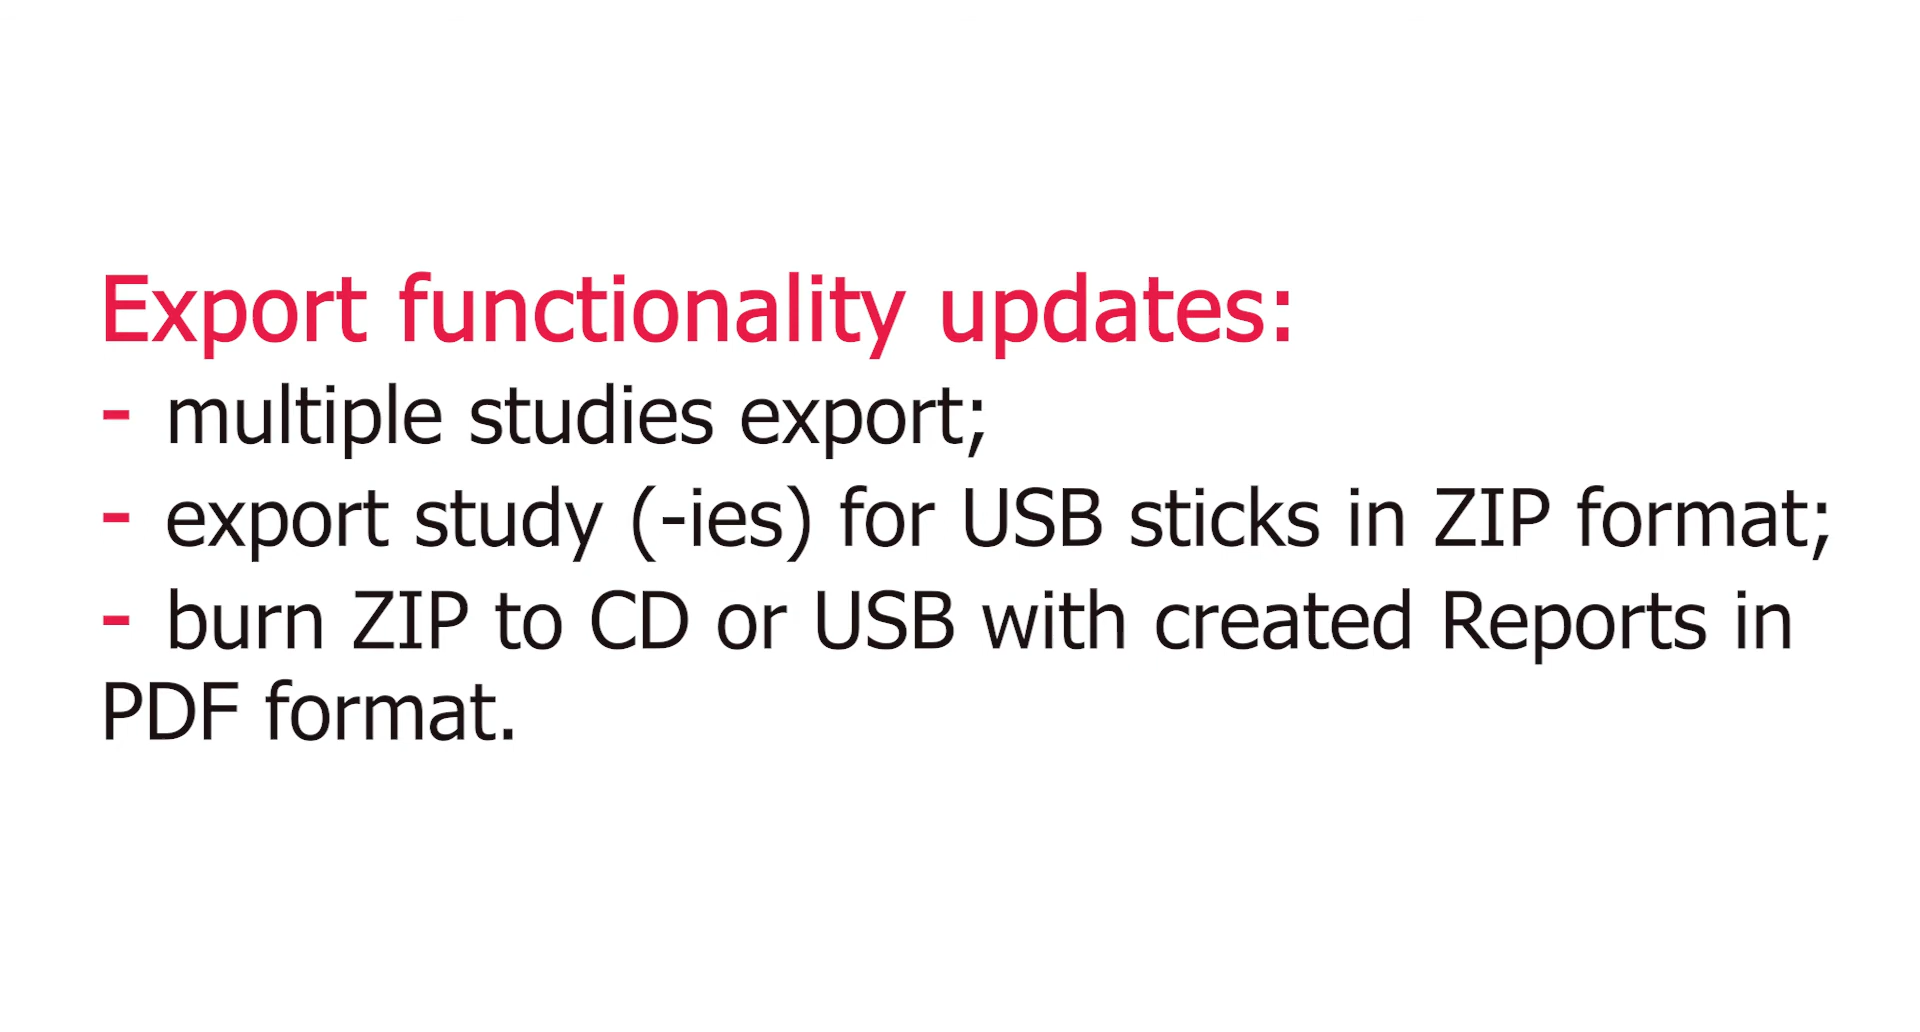 Export functionality updates:
- multiple studies export;
- export study (-ies) for USB sticks in ZIP format;
- burn ZIP to CD or USB with created Reports in
PDF format.